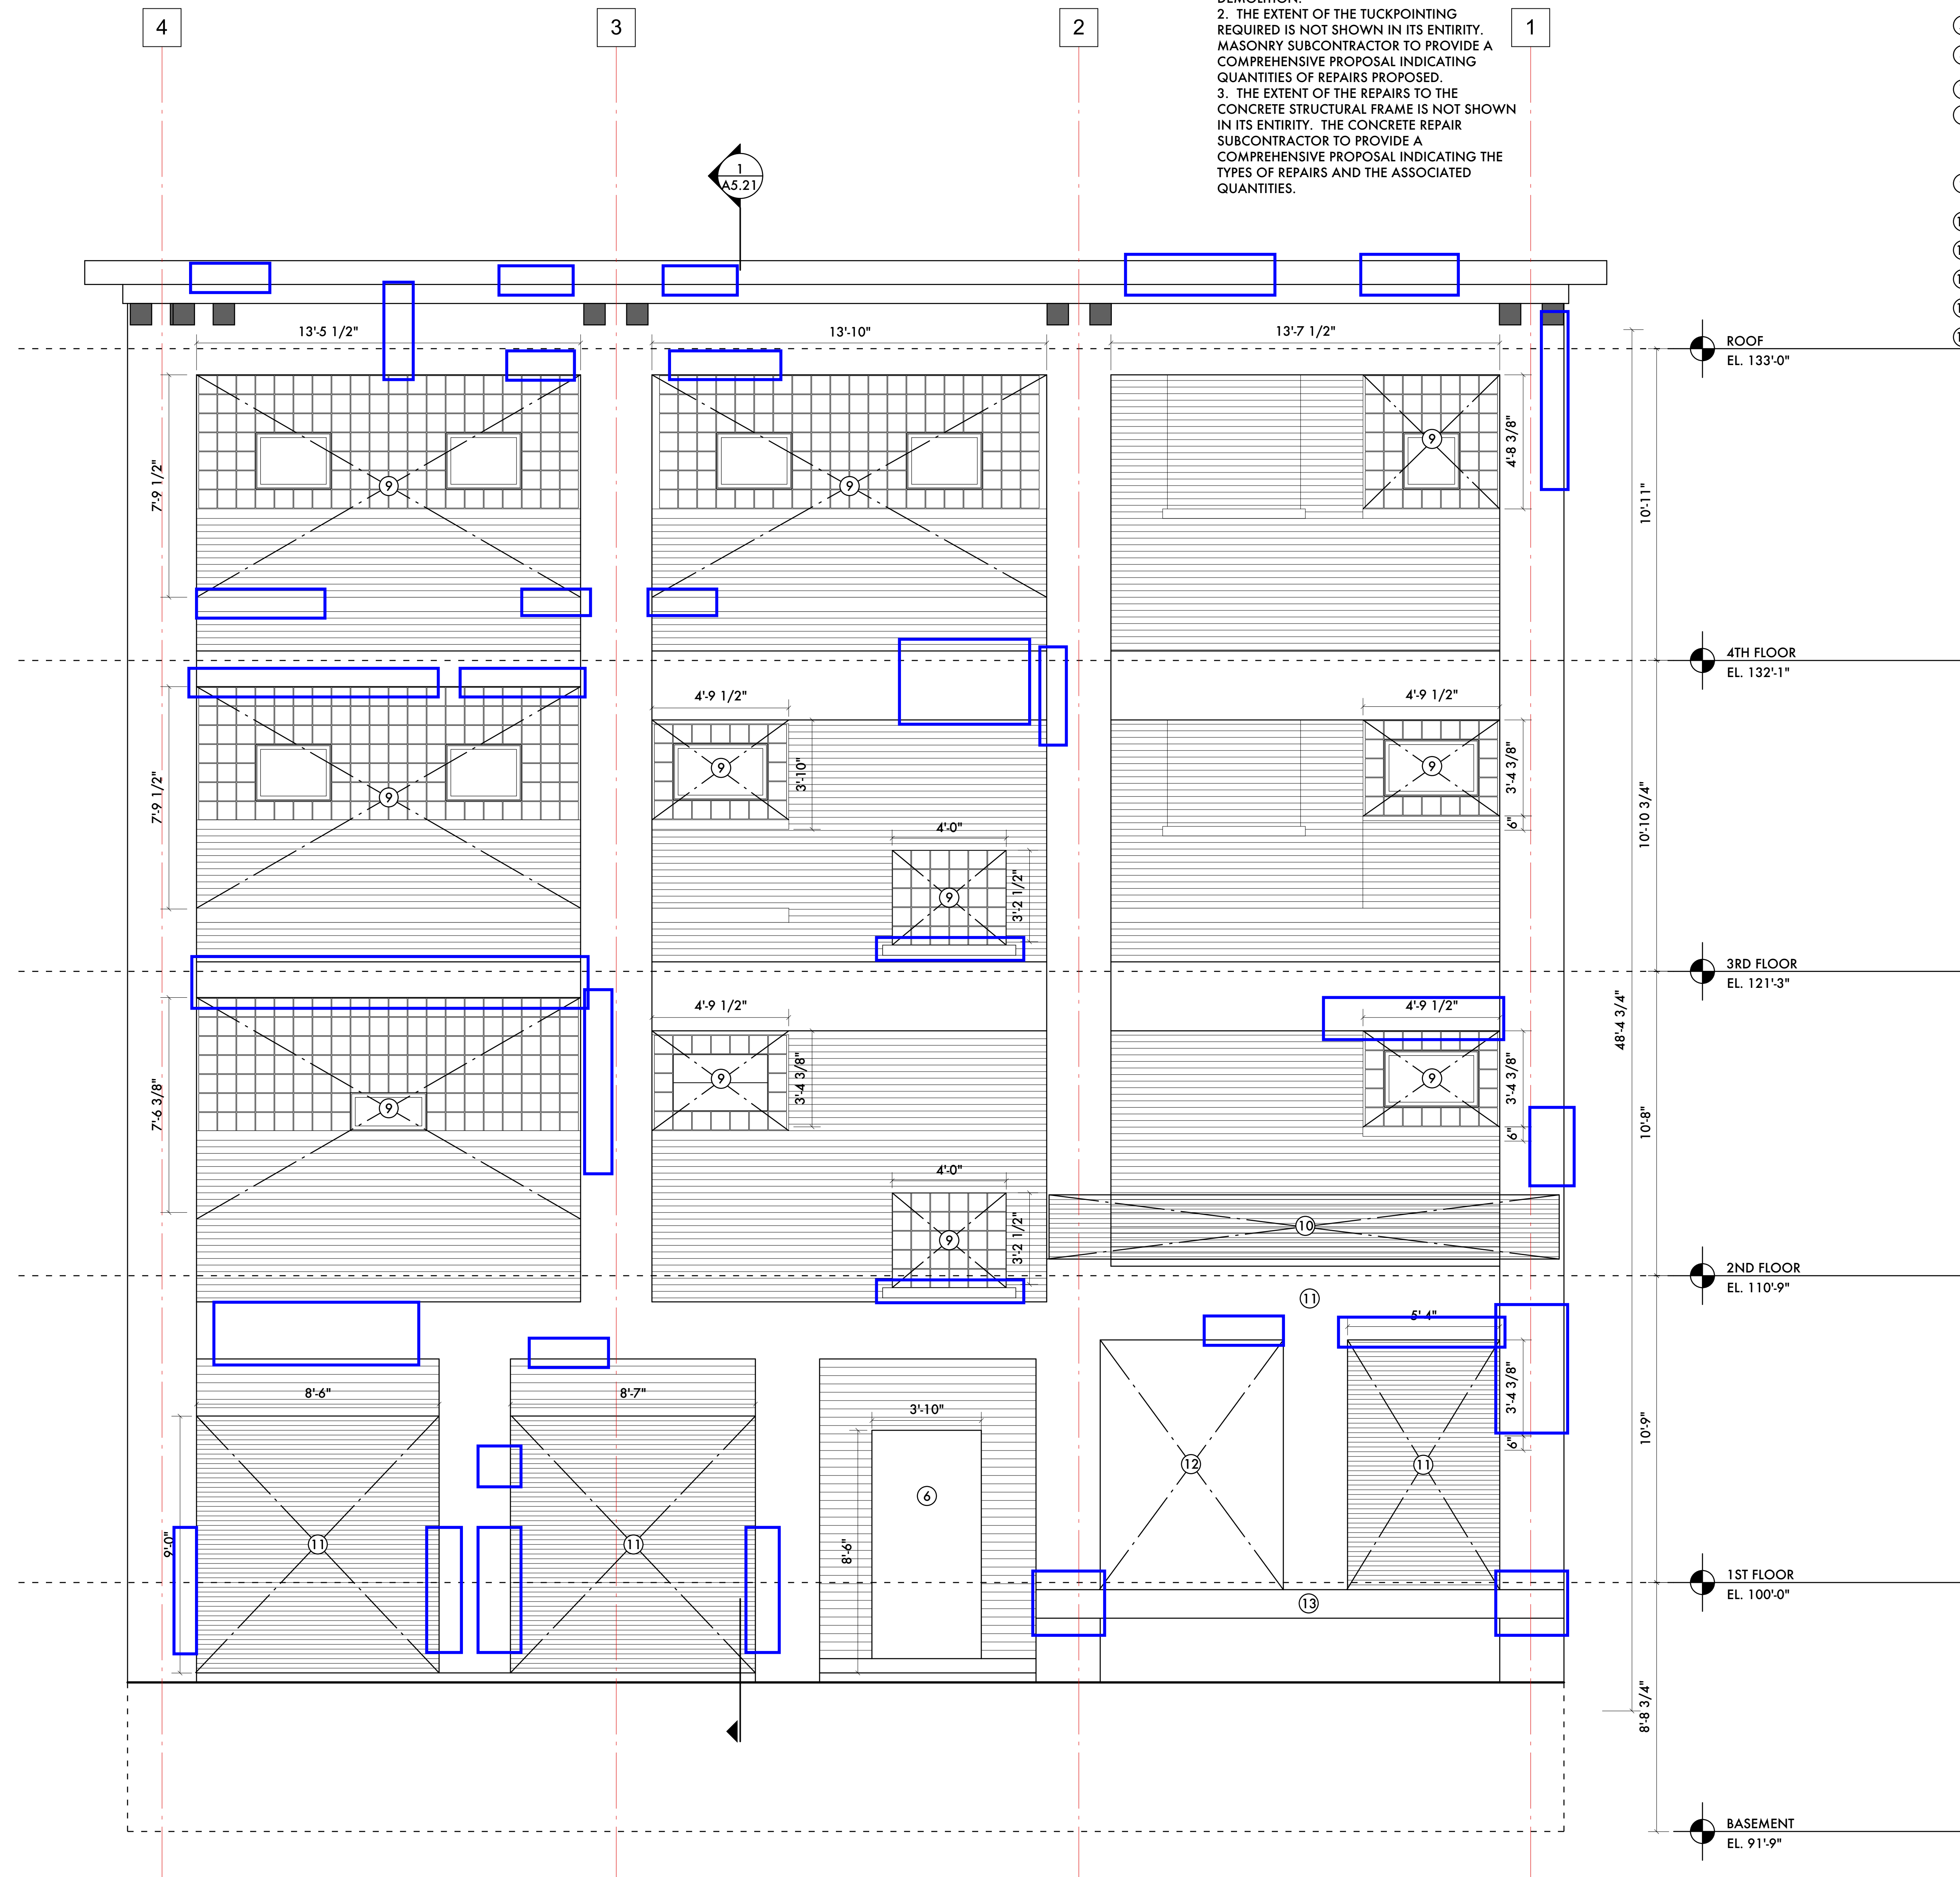 4
3
2
1
2. THE EXTENT OF THE TUCKPOINTING
REQUIRED IS NOT SHOWN IN ITS ENTIRITY.
MASONRY SUBCONTRACTOR TO PROVIDE A
COMPREHENSIVE PROPOSAL INDICATING
QUANTITIES OF REPAIRS PROPOSED.
3. THE EXTENT OF THE REPAIRS TO THE
CONCRETE STRUCTURAL FRAME IS NOT SHOWN
IN ITS ENTIRITY. THE CONCRETE REPAIR
SUBCONTRACTOR TO PROVIDE A
COMPREHENSIVE PROPOSAL INDICATING THE
TYPES OF REPAIRS AND THE ASSOCIATED
QUANTITIES.
1
A5.21
13'-5 1/2"
13'-10"
13'-7 1/2"
ROOF
EL. 133'-0"
7'-9 1/2"
9
9
9
4'-8 3/8"
10'-11"
4TH FLOOR
EL. 132'-1"
4'-9 1/2"
4'-9 1/2"
7'-9 1/2"
9
9
3'-10"
9
3'-4 3/8"
6"
10'-10 3/4"
4'-0"
9
3'-2 1/2"
3RD FLOOR
EL. 121'-3"
4'-9 1/2"
4'-9 1/2"
48'-4 3/4"
7'-6 3/8"
9
9
3'-4 3/8"
9
3'-4 3/8"
6"
10'-8"
4'-0"
9
3'-2 1/2"
10
2ND FLOOR
EL. 110'-9"
11
5'-4"
8'-6"
8'-7"
3'-10"
3'-4 3/8"
6"
10'-9"
9'-0"
11
11
8'-6"
6
12
11
1ST FLOOR
EL. 100'-0"
13
8'-8 3/4"
BASEMENT
EL. 91'-9"